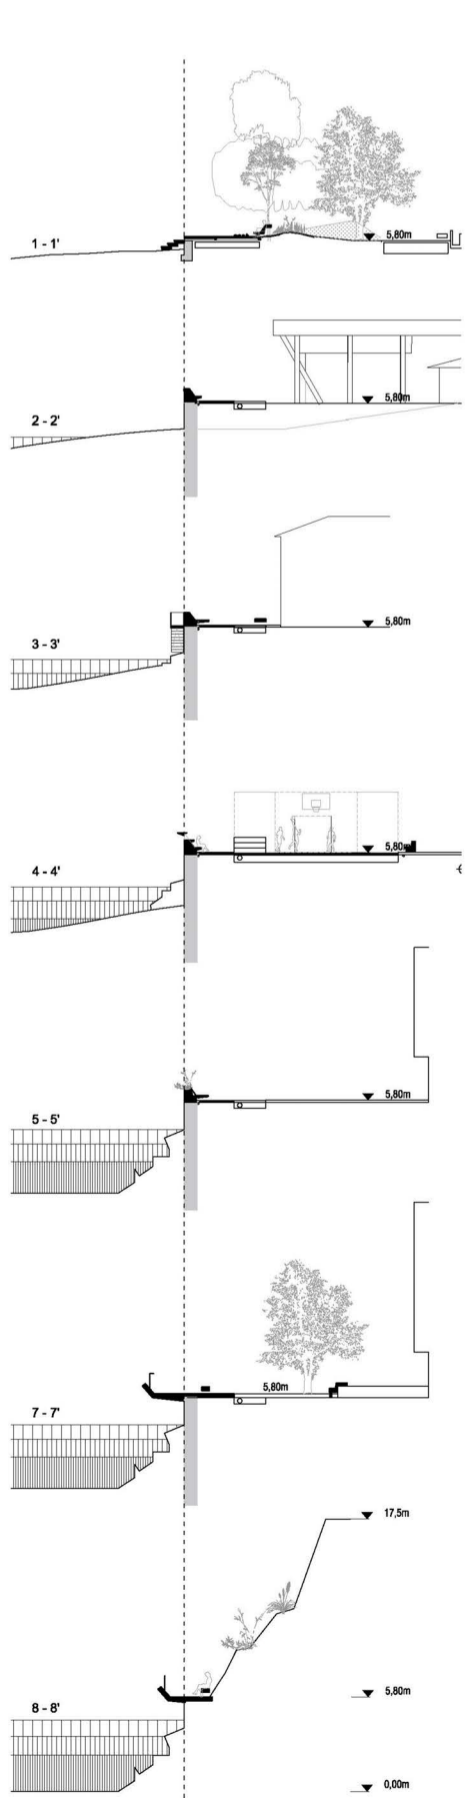 5,80m
1 - 1'
5,80m
2 - 2'
5,80m
3 - 3'
5,80m
4 - 4'
5,80m
5 - 5'
5,80m
7 - 7'
17,5m
5,80m
8 - 8'
0,00m